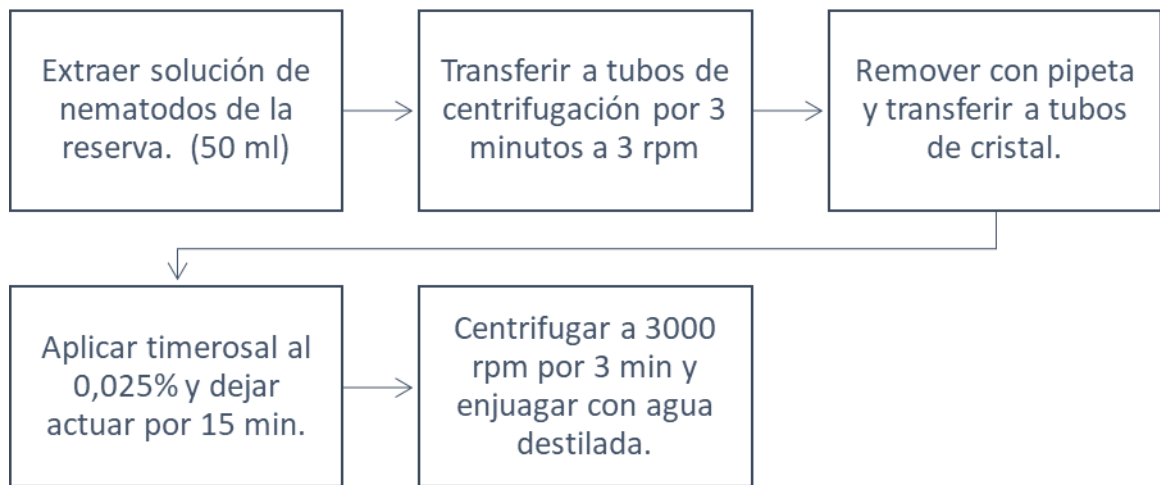 Extraer solución de
nematodos de la
reserva. (50 ml)
Transferir a tubos de
centrifugación por 3
minutos a 3 rpm
Remover con pipeta
y transferir a tubos
de cristal.
Aplicar timerosal al
0,025% y dejar
actuar por 15 min.
Centrifugar a 3000
rpm por 3 min y
enjuagar con agua
destilada.